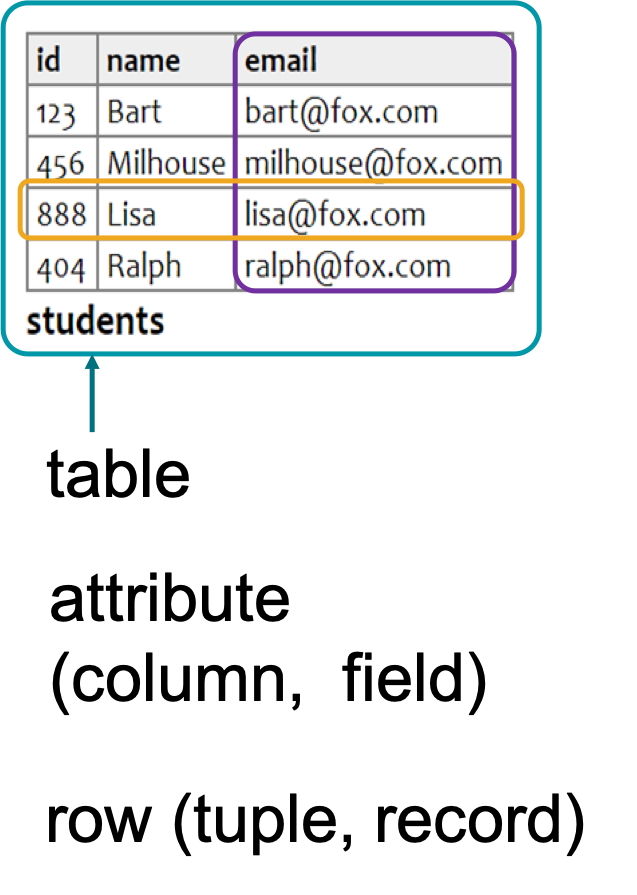 id name email
123 Bart bart@fox.com
456 Milhouse milhouse@fox.com
888 Lisa lisa@fox.com
404 Ralph ralph@fox.com
students
table
attribute
(column, field)
row (tuple, record)